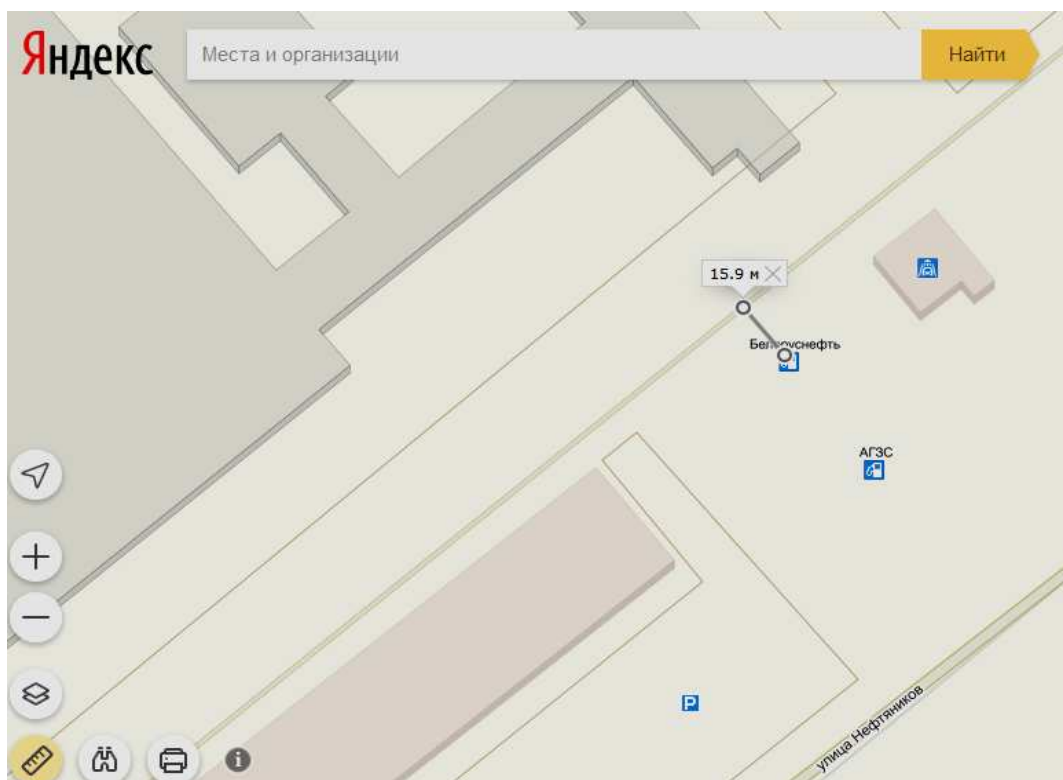 Яндекс
Места и организации
Найти
15.9 м
Белоруснефть
АГЗС
P
улица Нефтяников